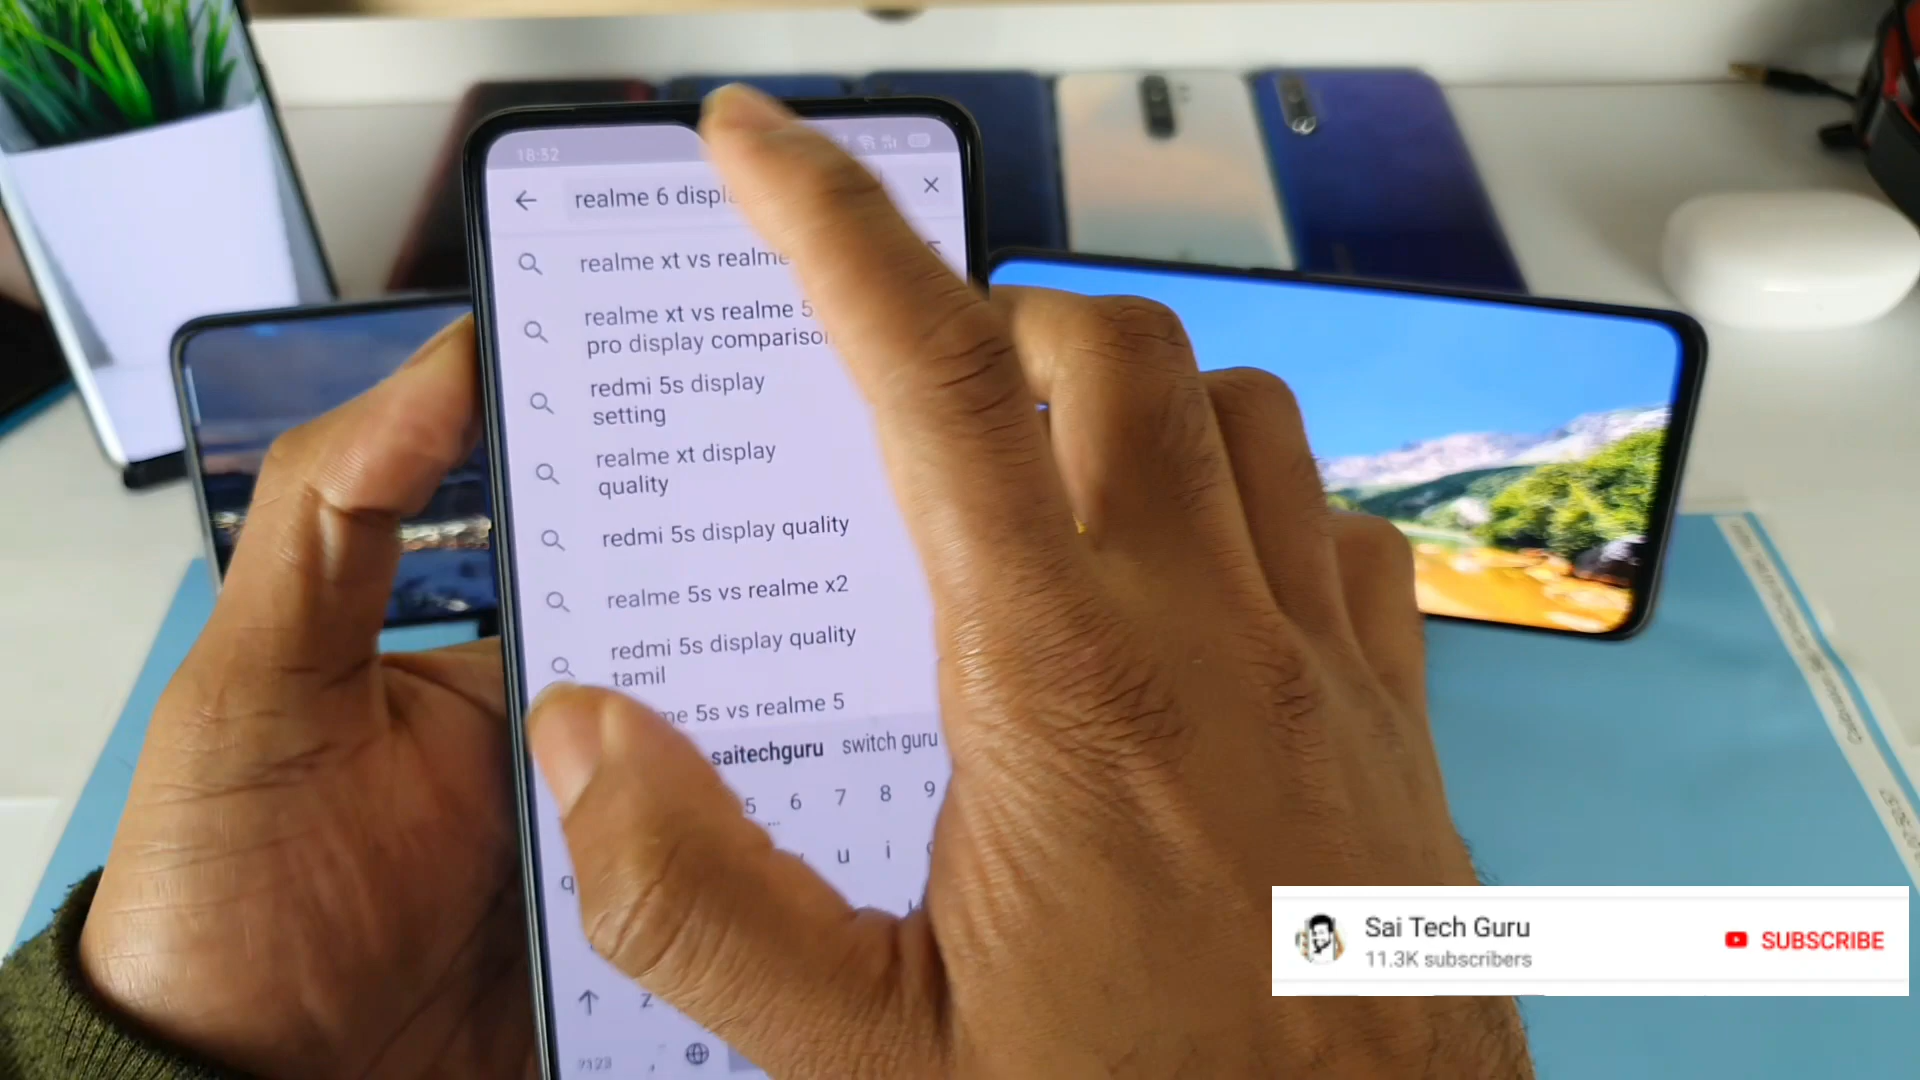 18:32
realme 6 displ
realme xt vs realme
realme xt vs realme 5
pro display comparison
redmi 5s display
setting
realme xt display
quality
redmi 5s display quality
realme 5s vs realme x2
redmi 5s display quality
tamil
me 5s vs realme 5
saitechguru switch guru
5 6 7 8 9
u i
q
z
?123 ,
Sai Tech Guru
11.3K subscribers
SUBSCRIBE